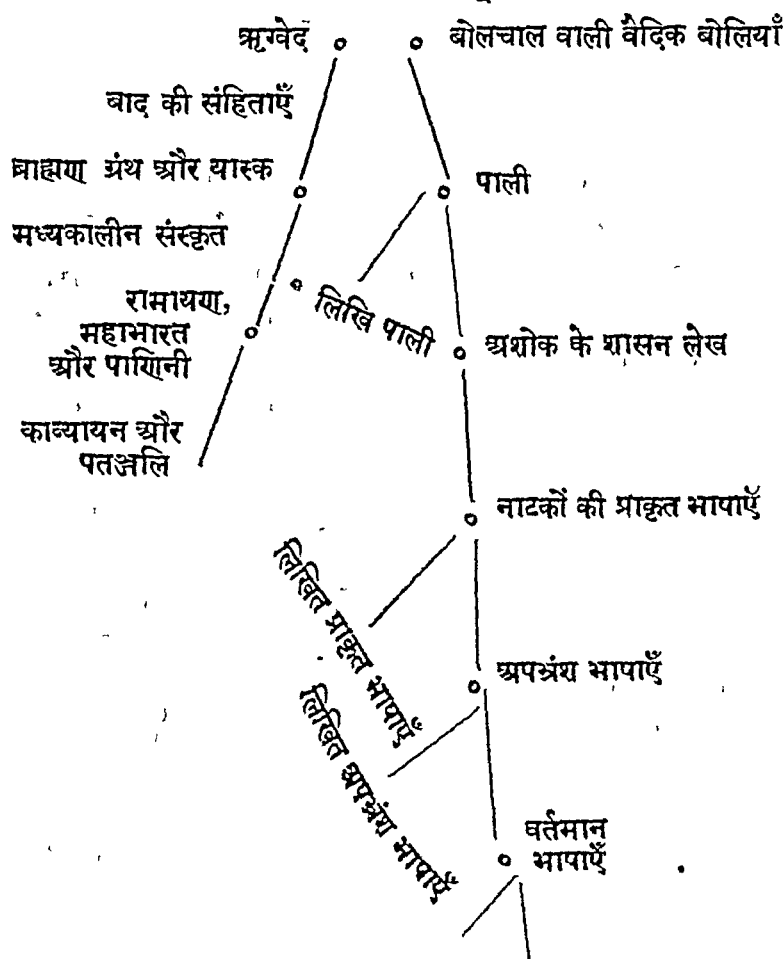 ऋग्वेद
बोलचाल वाली वैदिक बोलियाँ
बाद की संहिताएँ
ब्राह्मण ग्रंथ और यास्क
पाली
मध्यकालीन संस्कृत
रामायण,
महाभारत
और पाणिनी
लिखि पाली
अशोक के शासन लेख
काव्यायन और
पतञ्जलि
नाटकों की प्राकृत भाषाएँ
लिखित प्राकृत भाषाएँ
अपभ्रंश भाषाएँ
लिखित अपभ्रंश भाषाएँ
वर्तमान
भाषाएँ